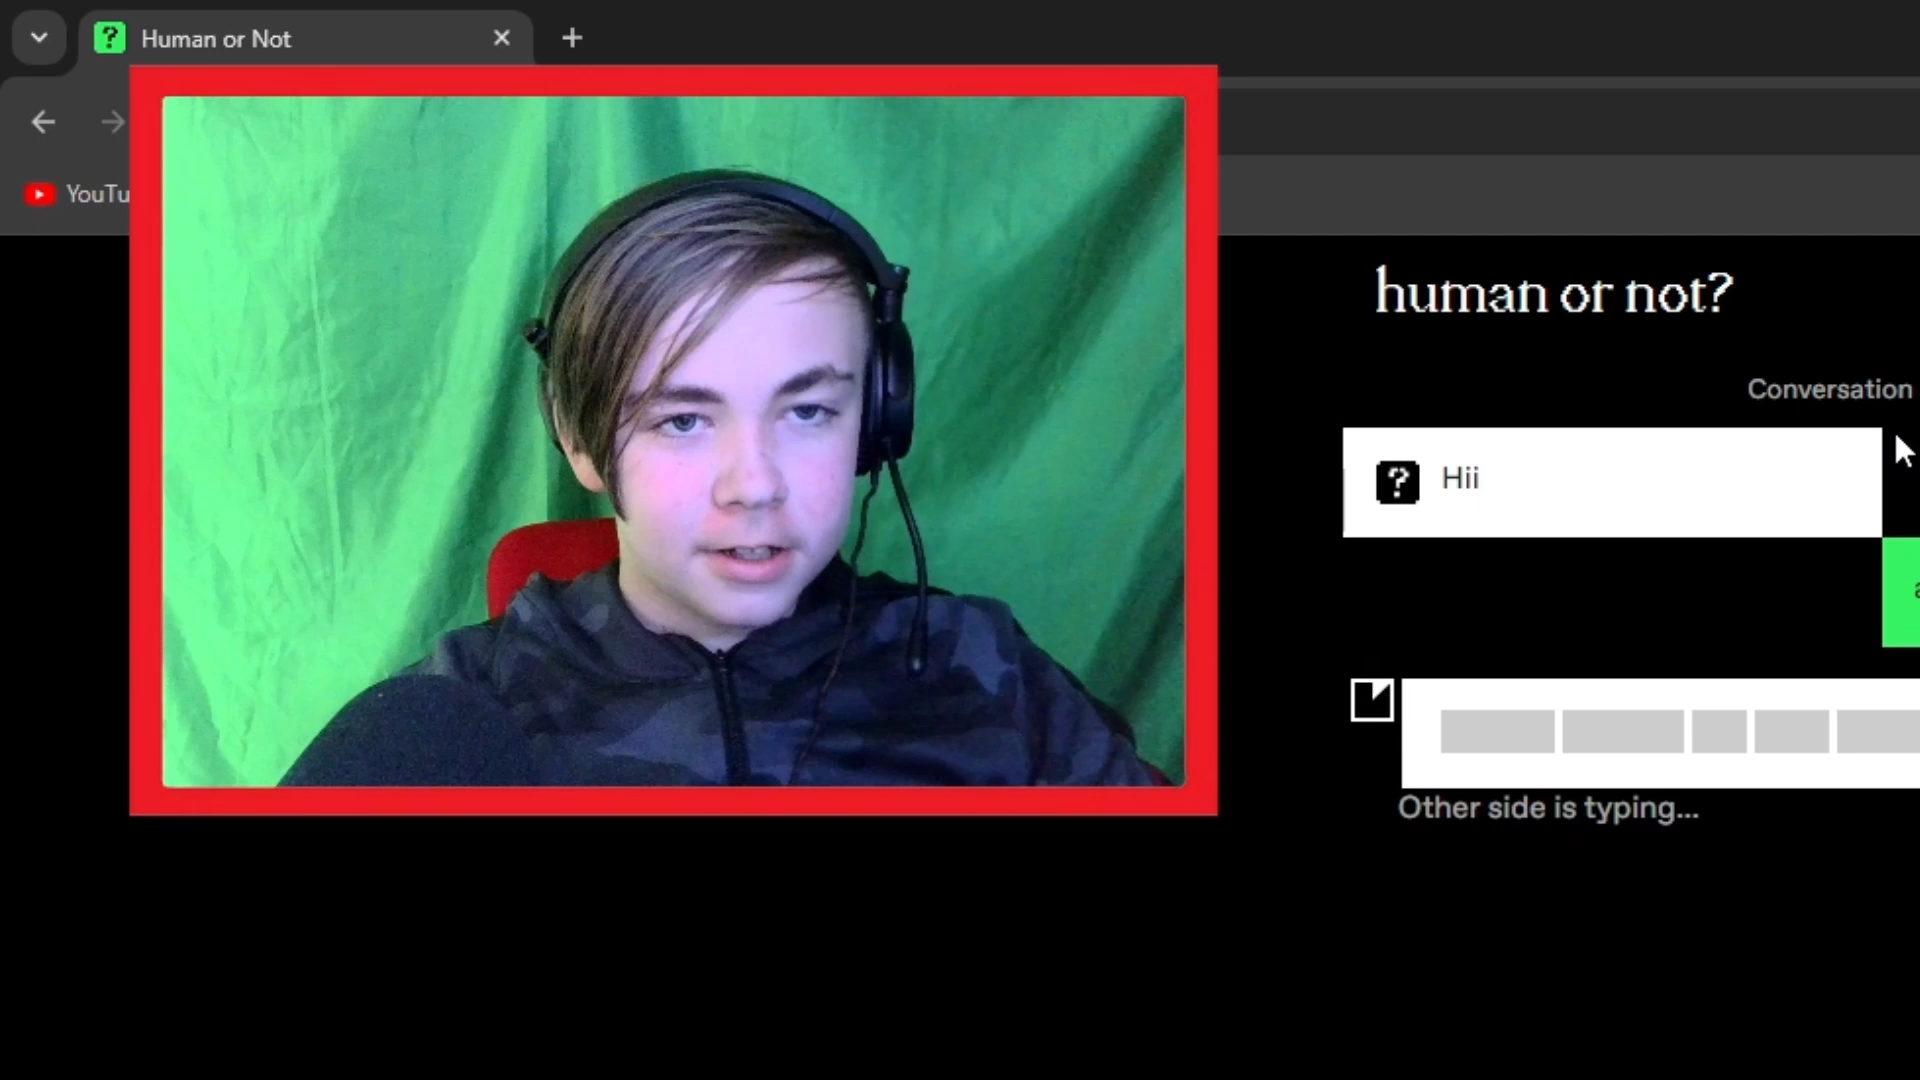 Human or Not
YouTu
human or not?
Conversation
Hii
a
Other side is typing...